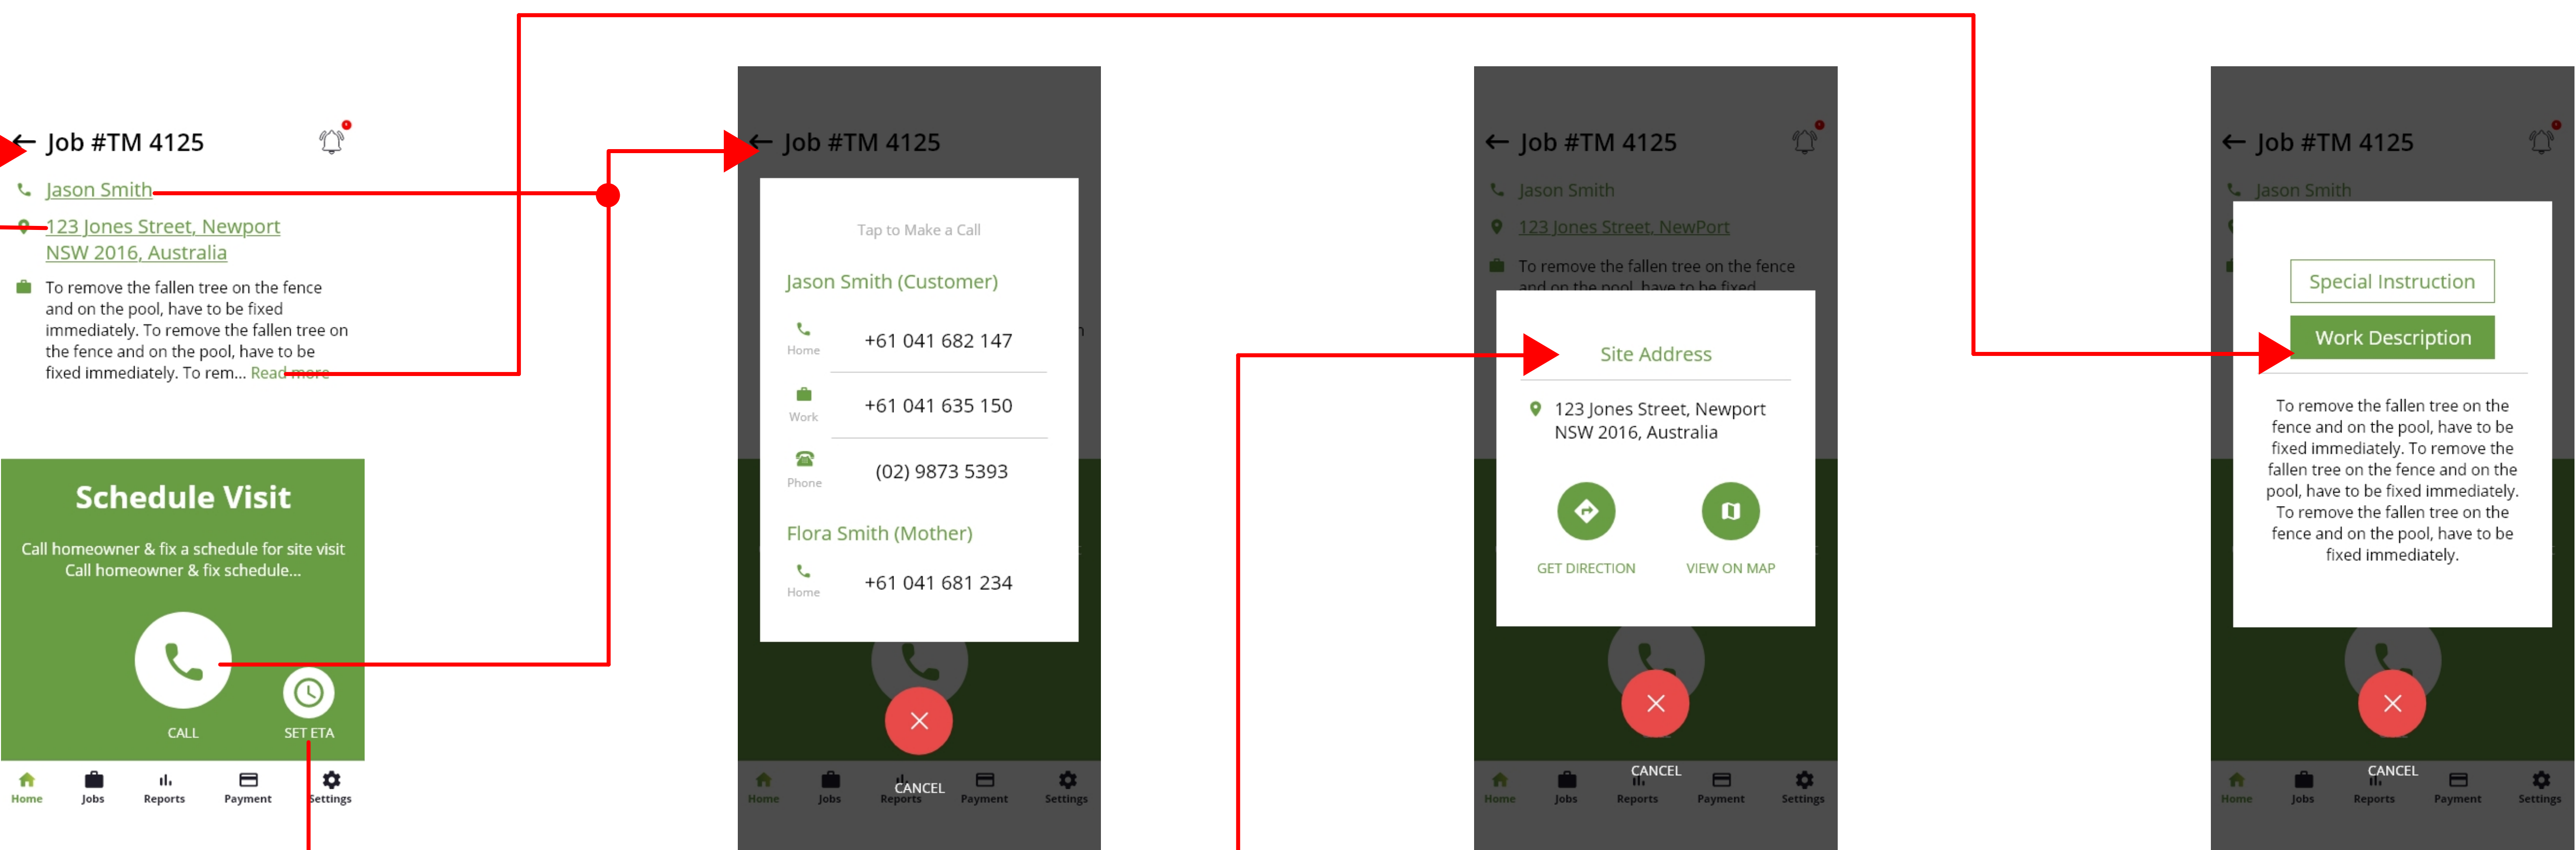 Job #TM 4125
Jason Smith
123 Jones Street, Newport
NSW 2016, Australia
To remove the fallen tree on the fence
and on the pool, have to be fixed
immediately. To remove the fallen tree on
the fence and on the pool, have to be
fixed immediately. To rem... Read more
Schedule Visit
Call homeowner & fix a schedule for site visit
Call homeowner & fix schedule...
CALL
SET ETA
Home
Jobs
Reports
Payment
Settings
Job #TM 4125
Tap to Make a Call
Jason Smith (Customer)
Home
+61 041 682 147
Work
+61 041 635 150
Phone
(02) 9873 5393
Flora Smith (Mother)
Home
+61 041 681 234
CANCEL
Home
Jobs
Reports
Payment
Settings
Job #TM 4125
Jason Smith
123 Jones Street, NewPort
To remove the fallen tree on the fence
and on the pool, have to be fixed
Site Address
123 Jones Street, Newport
NSW 2016, Australia
GET DIRECTION
VIEW ON MAP
CANCEL
Home
Jobs
Reports
Payment
Settings
Job #TM 4125
Jason Smith
Special Instruction
Work Description
To remove the fallen tree on the
fence and on the pool, have to be
fixed immediately. To remove the
fallen tree on the fence and on the
pool, have to be fixed immediately.
To remove the fallen tree on the
fence and on the pool, have to be
fixed immediately.
CANCEL
Home
Jobs
Reports
Payment
Settings